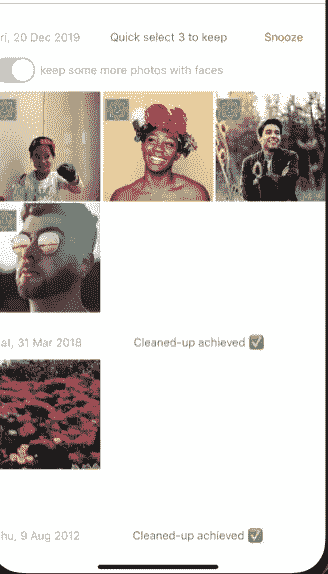 ri, 20 Dec 2019 Quick select 3 to keep Snooze
keep some more photos with faces
at, 31 Mar 2018 Cleaned-up achieved
hu, 9 Aug 2012 Cleaned-up achieved